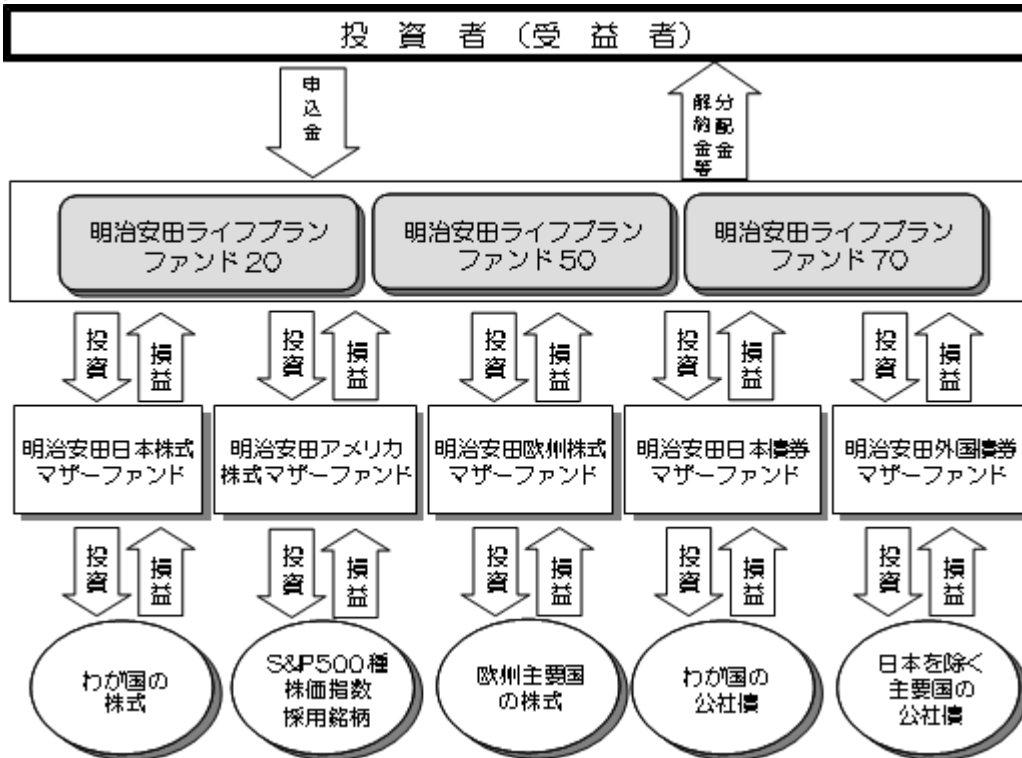 投資者(受益者)
申込金
分配金
解約金等
明治安田ライフプラン
ファンド20
明治安田ライフプラン
ファンド50
明治安田ライフプラン
ファンド70
投資
損益
投資
損益
投資
損益
投資
損益
投資
損益
明治安田日本株式
マザーファンド
明治安田アメリカ
株式マザーファンド
明治安田欧州株式
マザーファンド
明治安田日本債券
マザーファンド
明治安田外国債券
マザーファンド
投資
損益
投資
損益
投資
損益
投資
損益
投資
損益
わが国の
株式
S&P500種
株価指数
採用銘柄
欧州主要国
の株式
わが国の
公社債
日本を除く
主要国の
公社債